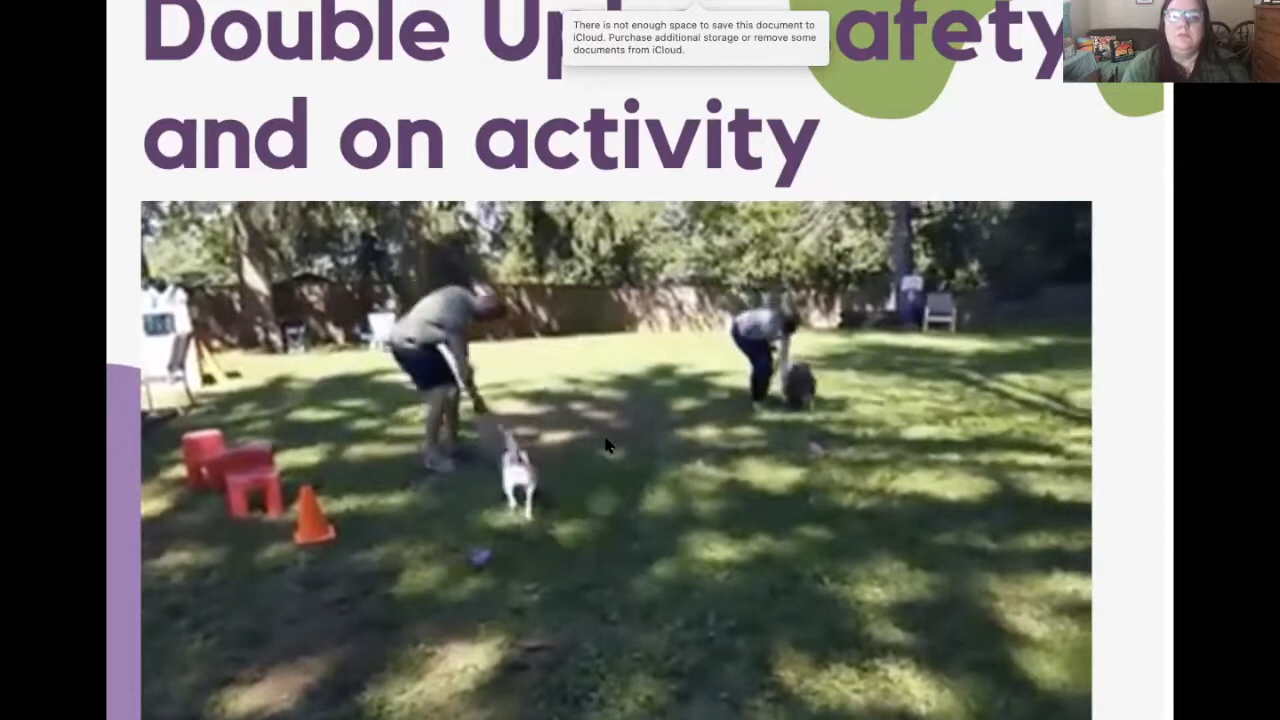 Double Up
afety
and on activity
There is not enough space to save this document to
iCloud. Purchase additional storage or remove some
documents from iCloud.